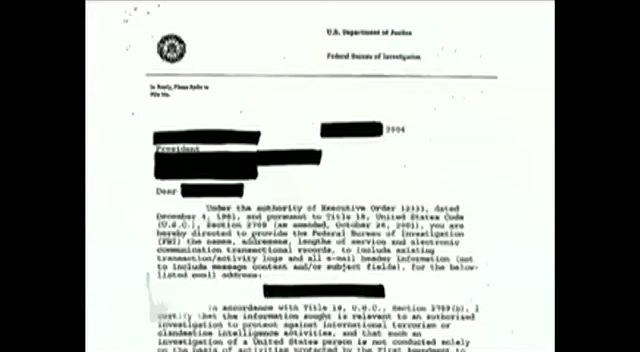 U.S. Department of Justice
Federal Bureau of Investigation
In Reply, Please Refer to
File No.
2004
President
Dear
Under the authority of Executive Order 12333, dated
December 4, 1981, and pursuant to Title 18, United States Code
(U.S.C.), Section 2709 (as amended, October 26, 2001), you are
hereby directed to provide the Federal Bureau of Investigation
(FBI) the names, addresses, lengths of service and electronic
communication transactional records, to include existing
transaction/activity logs and all e-mail header information (not
to include message content and/or subject fields), for the below-
listed email address:
In accordance with Title 18, U.S.C., Section 2709(b), I
certify that the information sought is relevant to an authorized
investigation to protect against international terrorism or
clandestine intelligence activities, and that such an
investigation of a United States person is not conducted solely
on the basis of activities protected by the First Amendment to